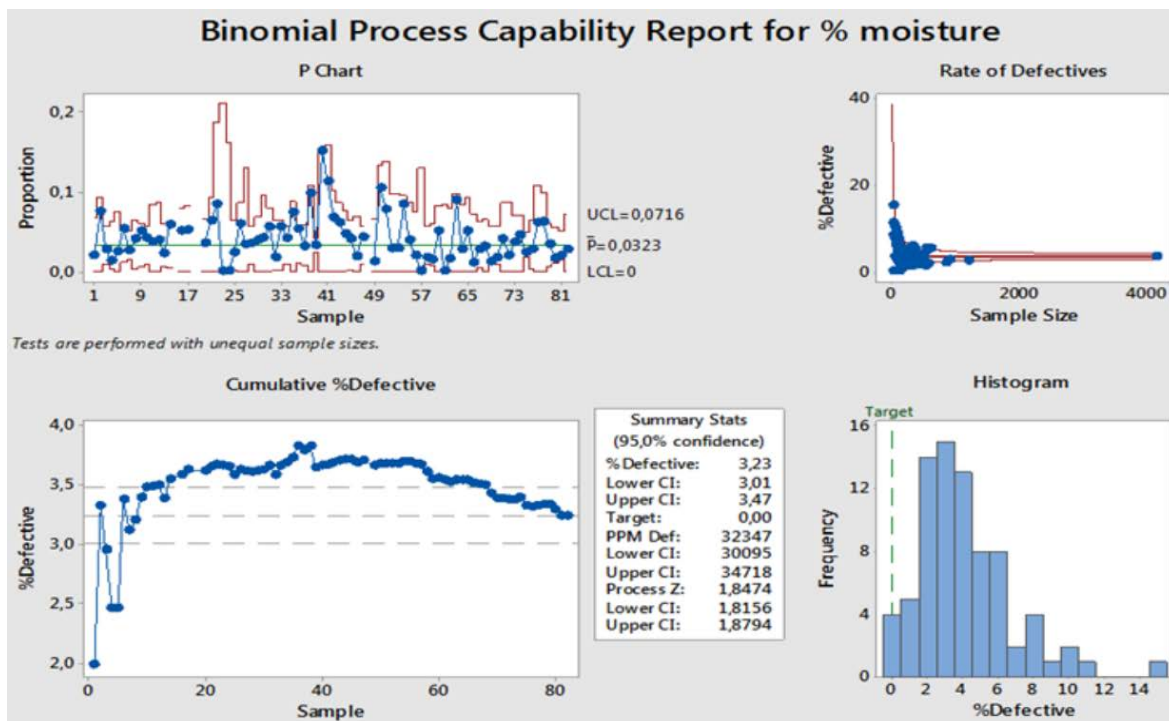 Binomial Process Capability Report for % moisture
P Chart
0,2
0,1
0,0
Proportion
UCL=0,0716
P̄=0,0323
LCL=0
1 9 17 25 33 41 49 57 65 73 81
Sample
Tests are performed with unequal sample sizes.
Rate of Defectives
40
20
0
%Defective
0 2000 4000
Sample Size
Cumulative %Defective
4,0
3,5
3,0
2,5
2,0
%Defective
0 20 40 60 80
Sample
Summary Stats
(95,0% confidence)
%Defective: 3,23
Lower CI: 3,01
Upper CI: 3,47
Target: 0,00
PPM Def: 32347
Lower CI: 30095
Upper CI: 34718
Process Z: 1,8474
Lower CI: 1,8156
Upper CI: 1,8794
Histogram
Target
16
12
8
4
0
Frequency
0 2 4 6 8 10 12 14
%Defective